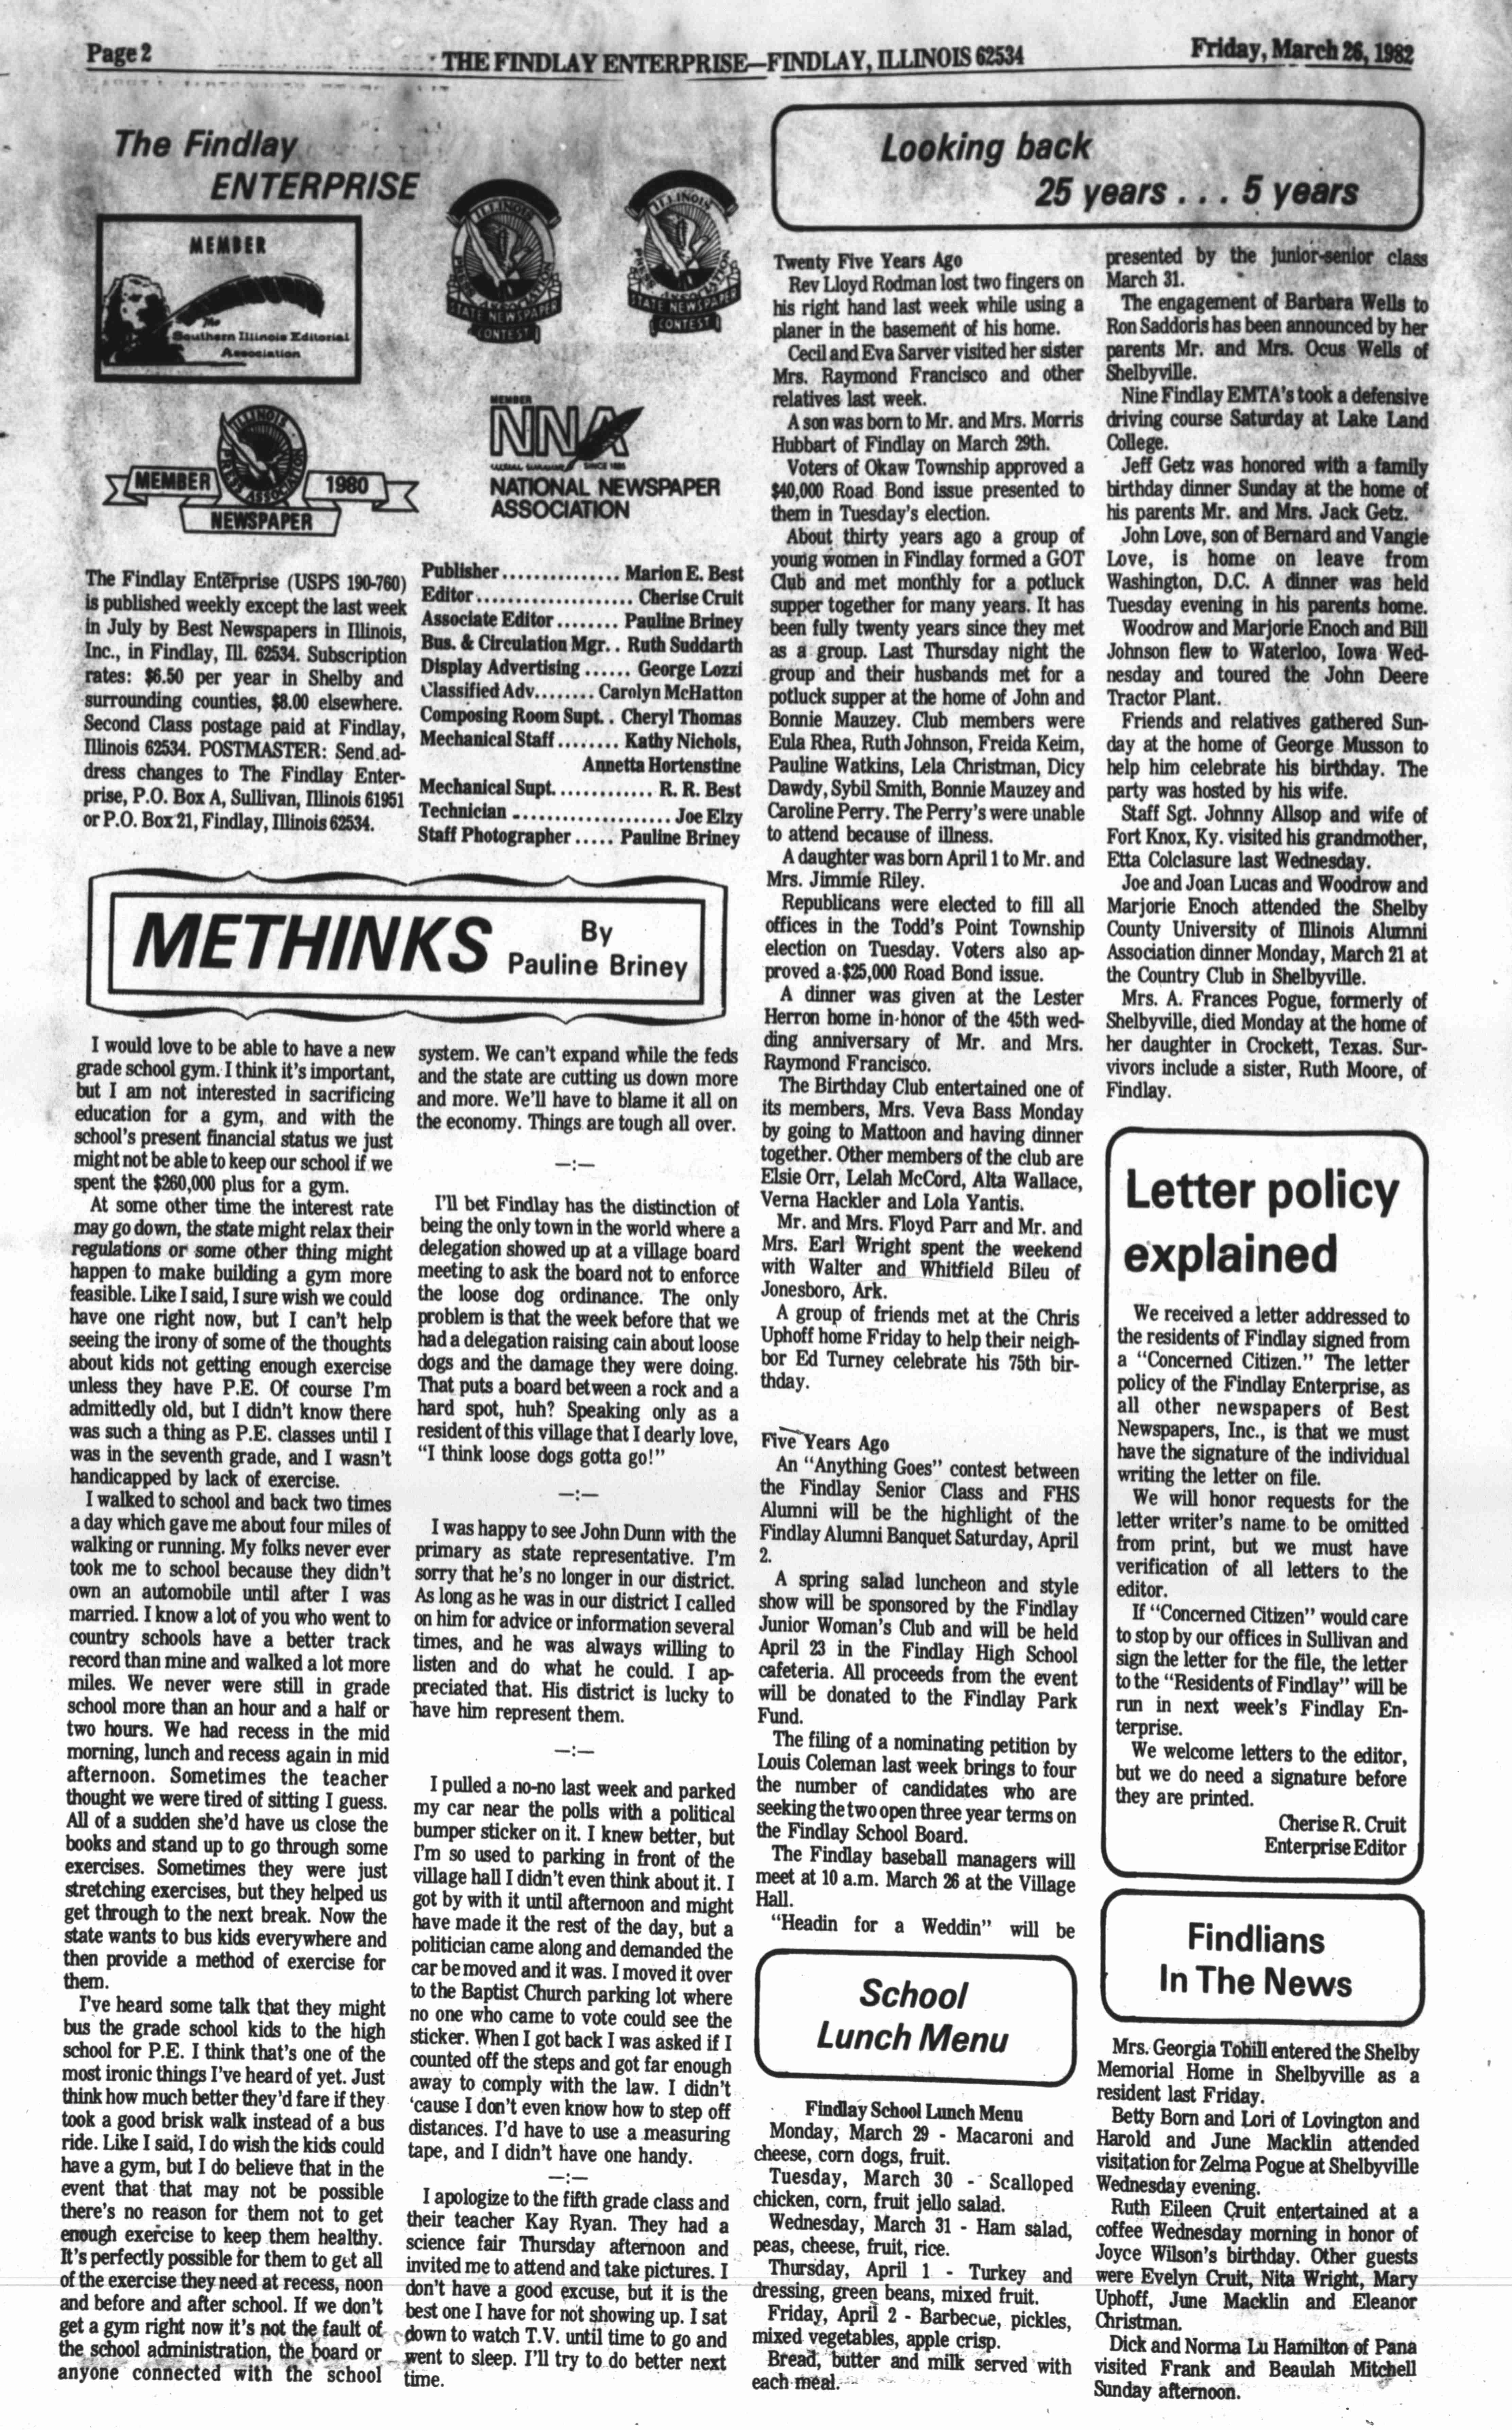 Page 2
THE FINDLAY ENTERPRISE—FINDLAY, ILLINOIS 62534
Friday, March 26, 1982
The Findlay
ENTERPRISE
MEMBER
The
Southern Illinois Editorial
Association
ILLINOIS
PRESS ASSOCIATION
STATE NEWSPAPER
CONTEST
ILLINOIS
PRESS ASSOCIATION
STATE NEWSPAPER
CONTEST
ILLINOIS
PRESS ASSOCIATION
MEMBER
1980
NEWSPAPER
MEMBER
NNA
SINCE 1885
NATIONAL NEWSPAPER
ASSOCIATION
The Findlay Enterprise (USPS 190-760)
is published weekly except the last week
in July by Best Newspapers in Illinois,
Inc., in Findlay, Ill. 62534. Subscription
rates: $6.50 per year in Shelby and
surrounding counties, $8.00 elsewhere.
Second Class postage paid at Findlay,
Illinois 62534. POSTMASTER: Send ad-
dress changes to The Findlay Enter-
prise, P.O. Box A, Sullivan, Illinois 61951
or P.O. Box 21, Findlay, Illinois 62534.
Publisher.............. Marion E. Best
Editor.................... Cherise Cruit
Associate Editor ........ Pauline Briney
Bus. & Circulation Mgr. . Ruth Suddarth
Display Advertising ...... George Lozzi
Classified Adv........ Carolyn McHatton
Composing Room Supt. . Cheryl Thomas
Mechanical Staff ........ Kathy Nichols,
Annetta Hortenstine
Mechanical Supt............. R. R. Best
Technician .................... Joe Elzy
Staff Photographer ..... Pauline Briney
METHINKS
By
Pauline Briney
I would love to be able to have a new
grade school gym. I think it's important,
but I am not interested in sacrificing
education for a gym, and with the
school's present financial status we just
might not be able to keep our school if we
spent the $260,000 plus for a gym.
At some other time the interest rate
may go down, the state might relax their
regulations or some other thing might
happen to make building a gym more
feasible. Like I said, I sure wish we could
have one right now, but I can't help
seeing the irony of some of the thoughts
about kids not getting enough exercise
unless they have P.E. Of course I'm
admittedly old, but I didn't know there
was such a thing as P.E. classes until I
was in the seventh grade, and I wasn't
handicapped by lack of exercise.
I walked to school and back two times
a day which gave me about four miles of
walking or running. My folks never ever
took me to school because they didn't
own an automobile until after I was
married. I know a lot of you who went to
country schools have a better track
record than mine and walked a lot more
miles. We never were still in grade
school more than an hour and a half or
two hours. We had recess in the mid
morning, lunch and recess again in mid
afternoon. Sometimes the teacher
thought we were tired of sitting I guess.
All of a sudden she'd have us close the
books and stand up to go through some
exercises. Sometimes they were just
stretching exercises, but they helped us
get through to the next break. Now the
state wants to bus kids everywhere and
then provide a method of exercise for
them.
I've heard some talk that they might
bus the grade school kids to the high
school for P.E. I think that's one of the
most ironic things I've heard of yet. Just
think how much better they'd fare if they
took a good brisk walk instead of a bus
ride. Like I said, I do wish the kids could
have a gym, but I do believe that in the
event that that may not be possible
there's no reason for them not to get
enough exercise to keep them healthy.
It's perfectly possible for them to get all
of the exercise they need at recess, noon
and before and after school. If we don't
get a gym right now it's not the fault of
the school administration, the board or
anyone connected with the school
system. We can't expand while the feds
and the state are cutting us down more
and more. We'll have to blame it all on
the economy. Things are tough all over.
—:—
I'll bet Findlay has the distinction of
being the only town in the world where a
delegation showed up at a village board
meeting to ask the board not to enforce
the loose dog ordinance. The only
problem is that the week before that we
had a delegation raising cain about loose
dogs and the damage they were doing.
That puts a board between a rock and a
hard spot, huh? Speaking only as a
resident of this village that I dearly love,
"I think loose dogs gotta go!"
—:—
I was happy to see John Dunn with the
primary as state representative. I'm
sorry that he's no longer in our district.
As long as he was in our district I called
on him for advice or information several
times, and he was always willing to
listen and do what he could. I ap-
preciated that. His district is lucky to
have him represent them.
—:—
I pulled a no-no last week and parked
my car near the polls with a political
bumper sticker on it. I knew better, but
I'm so used to parking in front of the
village hall I didn't even think about it. I
got by with it until afternoon and might
have made it the rest of the day, but a
politician came along and demanded the
car be moved and it was. I moved it over
to the Baptist Church parking lot where
no one who came to vote could see the
sticker. When I got back I was asked if I
counted off the steps and got far enough
away to comply with the law. I didn't
'cause I don't even know how to step off
distances. I'd have to use a measuring
tape, and I didn't have one handy.
—:—
I apologize to the fifth grade class and
their teacher Kay Ryan. They had a
science fair Thursday afternoon and
invited me to attend and take pictures. I
don't have a good excuse, but it is the
best one I have for not showing up. I sat
down to watch T.V. until time to go and
went to sleep. I'll try to do better next
time.
Looking back
25 years . . . 5 years
Twenty Five Years Ago
Rev Lloyd Rodman lost two fingers on
his right hand last week while using a
planer in the basement of his home.
Cecil and Eva Sarver visited her sister
Mrs. Raymond Francisco and other
relatives last week.
A son was born to Mr. and Mrs. Morris
Hubbart of Findlay on March 29th.
Voters of Okaw Township approved a
$40,000 Road Bond issue presented to
them in Tuesday's election.
About thirty years ago a group of
young women in Findlay formed a GOT
Club and met monthly for a potluck
supper together for many years. It has
been fully twenty years since they met
as a group. Last Thursday night the
group and their husbands met for a
potluck supper at the home of John and
Bonnie Mauzey. Club members were
Eula Rhea, Ruth Johnson, Freida Keim,
Pauline Watkins, Lela Christman, Dicy
Dawdy, Sybil Smith, Bonnie Mauzey and
Caroline Perry. The Perry's were unable
to attend because of illness.
A daughter was born April 1 to Mr. and
Mrs. Jimmie Riley.
Republicans were elected to fill all
offices in the Todd's Point Township
election on Tuesday. Voters also ap-
proved a $25,000 Road Bond issue.
A dinner was given at the Lester
Herron home in honor of the 45th wed-
ding anniversary of Mr. and Mrs.
Raymond Francisco.
The Birthday Club entertained one of
its members, Mrs. Veva Bass Monday
by going to Mattoon and having dinner
together. Other members of the club are
Elsie Orr, Lelah McCord, Alta Wallace,
Verna Hackler and Lola Yantis.
Mr. and Mrs. Floyd Parr and Mr. and
Mrs. Earl Wright spent the weekend
with Walter and Whitfield Bileu of
Jonesboro, Ark.
A group of friends met at the Chris
Uphoff home Friday to help their neigh-
bor Ed Turney celebrate his 75th bir-
thday.
Five Years Ago
An "Anything Goes" contest between
the Findlay Senior Class and FHS
Alumni will be the highlight of the
Findlay Alumni Banquet Saturday, April
2.
A spring salad luncheon and style
show will be sponsored by the Findlay
Junior Woman's Club and will be held
April 23 in the Findlay High School
cafeteria. All proceeds from the event
will be donated to the Findlay Park
Fund.
The filing of a nominating petition by
Louis Coleman last week brings to four
the number of candidates who are
seeking the two open three year terms on
the Findlay School Board.
The Findlay baseball managers will
meet at 10 a.m. March 26 at the Village
Hall.
"Headin for a Weddin" will be
presented by the junior-senior class
March 31.
The engagement of Barbara Wells to
Ron Saddoris has been announced by her
parents Mr. and Mrs. Ocus Wells of
Shelbyville.
Nine Findlay EMTA's took a defensive
driving course Saturday at Lake Land
College.
Jeff Getz was honored with a family
birthday dinner Sunday at the home of
his parents Mr. and Mrs. Jack Getz.
John Love, son of Bernard and Vangie
Love, is home on leave from
Washington, D.C. A dinner was held
Tuesday evening in his parents home.
Woodrow and Marjorie Enoch and Bill
Johnson flew to Waterloo, Iowa Wed-
nesday and toured the John Deere
Tractor Plant.
Friends and relatives gathered Sun-
day at the home of George Musson to
help him celebrate his birthday. The
party was hosted by his wife.
Staff Sgt. Johnny Allsop and wife of
Fort Knox, Ky. visited his grandmother,
Etta Colclasure last Wednesday.
Joe and Joan Lucas and Woodrow and
Marjorie Enoch attended the Shelby
County University of Illinois Alumni
Association dinner Monday, March 21 at
the Country Club in Shelbyville.
Mrs. A. Frances Pogue, formerly of
Shelbyville, died Monday at the home of
her daughter in Crockett, Texas. Sur-
vivors include a sister, Ruth Moore, of
Findlay.
School
Lunch Menu
Findlay School Lunch Menu
Monday, March 29 - Macaroni and
cheese, corn dogs, fruit.
Tuesday, March 30 - Scalloped
chicken, corn, fruit jello salad.
Wednesday, March 31 - Ham salad,
peas, cheese, fruit, rice.
Thursday, April 1 - Turkey and
dressing, green beans, mixed fruit.
Friday, April 2 - Barbecue, pickles,
mixed vegetables, apple crisp.
Bread, butter and milk served with
each meal.
Letter policy
explained
We received a letter addressed to
the residents of Findlay signed from
a "Concerned Citizen." The letter
policy of the Findlay Enterprise, as
all other newspapers of Best
Newspapers, Inc., is that we must
have the signature of the individual
writing the letter on file.
We will honor requests for the
letter writer's name to be omitted
from print, but we must have
verification of all letters to the
editor.
If "Concerned Citizen" would care
to stop by our offices in Sullivan and
sign the letter for the file, the letter
to the "Residents of Findlay" will be
run in next week's Findlay En-
terprise.
We welcome letters to the editor,
but we do need a signature before
they are printed.
Cherise R. Cruit
Enterprise Editor
Findlians
In The News
Mrs. Georgia Tohill entered the Shelby
Memorial Home in Shelbyville as a
resident last Friday.
Betty Born and Lori of Lovington and
Harold and June Macklin attended
visitation for Zelma Pogue at Shelbyville
Wednesday evening.
Ruth Eileen Cruit entertained at a
coffee Wednesday morning in honor of
Joyce Wilson's birthday. Other guests
were Evelyn Cruit, Nita Wright, Mary
Uphoff, June Macklin and Eleanor
Christman.
Dick and Norma Lu Hamilton of Pana
visited Frank and Beaulah Mitchell
Sunday afternoon.